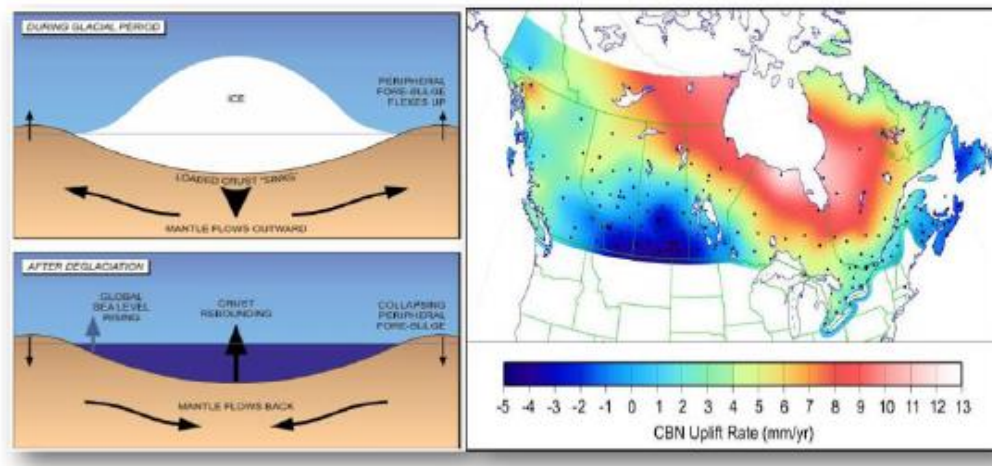 DURING GLACIAL PERIOD
ICE
PERIPHERAL
FORE-BULGE
FLEXES UP
LOADED CRUST "SINKS"
MANTLE FLOWS OUTWARD
AFTER DEGLACIATION
GLOBAL
SEA LEVEL
RISING
CRUST
REBOUNDING
COLLAPSING
PERIPHERAL
FORE-BULGE
MANTLE FLOWS BACK
-5 -4 -3 -2 -1 0 1 2 3 4 5 6 7 8 9 10 11 12 13
CBN Uplift Rate (mm/yr)